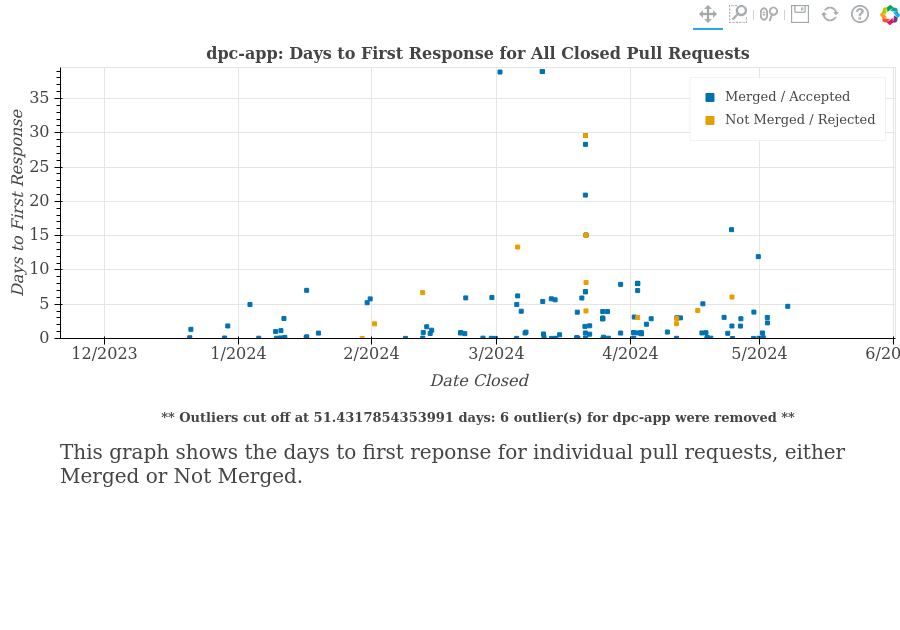 dpc-app: Days to First Response for All Closed Pull Requests
Merged / Accepted
Not Merged / Rejected
Days to First Response
35
30
25
20
15
10
5
0
12/2023
1/2024
2/2024
3/2024
4/2024
5/2024
6/20
Date Closed
** Outliers cut off at 51.4317854353991 days: 6 outlier(s) for dpc-app were removed **
This graph shows the days to first reponse for individual pull requests, either
Merged or Not Merged.